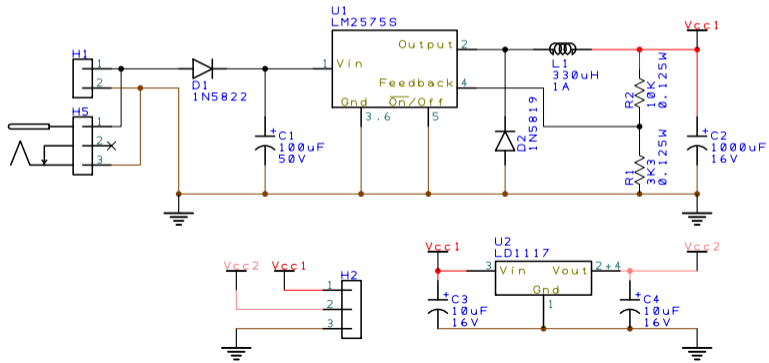 U1
LM2575S
Vcc1
H1
1
2
D1
1N5822
1
Vin
Output
2
Feedback
4
Gnd
On/Off
3,6
5
L1
330uH
1A
R2
10K
0.125W
H5
1
2
3
+
C1
100uF
50V
D2
1N5819
R1
3K3
0.125W
+
C2
1000uF
16V
Vcc2
Vcc1
H2
1
2
3
Vcc1
U2
LD1117
3
Vin
Vout
2+4
Gnd
1
Vcc2
+
C3
10uF
16V
+
C4
10uF
16V